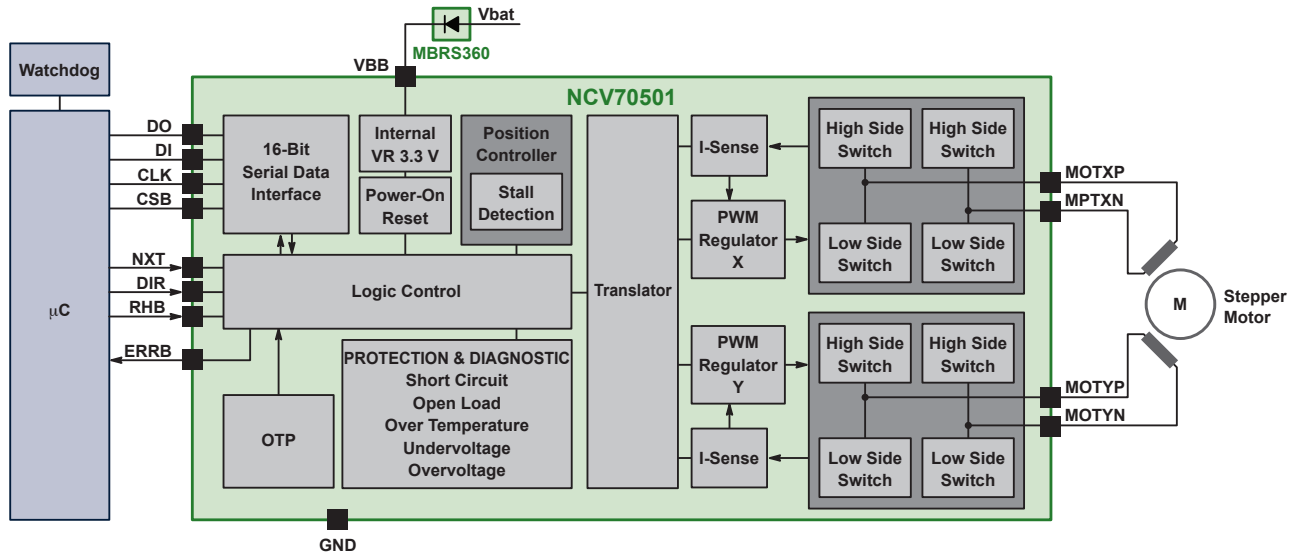 Vbat
MBRS360
VBB
Watchdog
NCV70501
μC
DO
DI
CLK
CSB
NXT
DIR
RHB
ERRB
16-Bit
Serial Data
Interface
Internal
VR 3.3 V
Power-On
Reset
Position
Controller
Stall
Detection
Logic Control
OTP
PROTECTION & DIAGNOSTIC
Short Circuit
Open Load
Over Temperature
Undervoltage
Overvoltage
Translator
I-Sense
PWM
Regulator
X
PWM
Regulator
Y
I-Sense
High Side
Switch
High Side
Switch
Low Side
Switch
Low Side
Switch
High Side
Switch
High Side
Switch
Low Side
Switch
Low Side
Switch
MOTXP
MPTXN
M
Stepper
Motor
MOTYP
MOTYN
GND